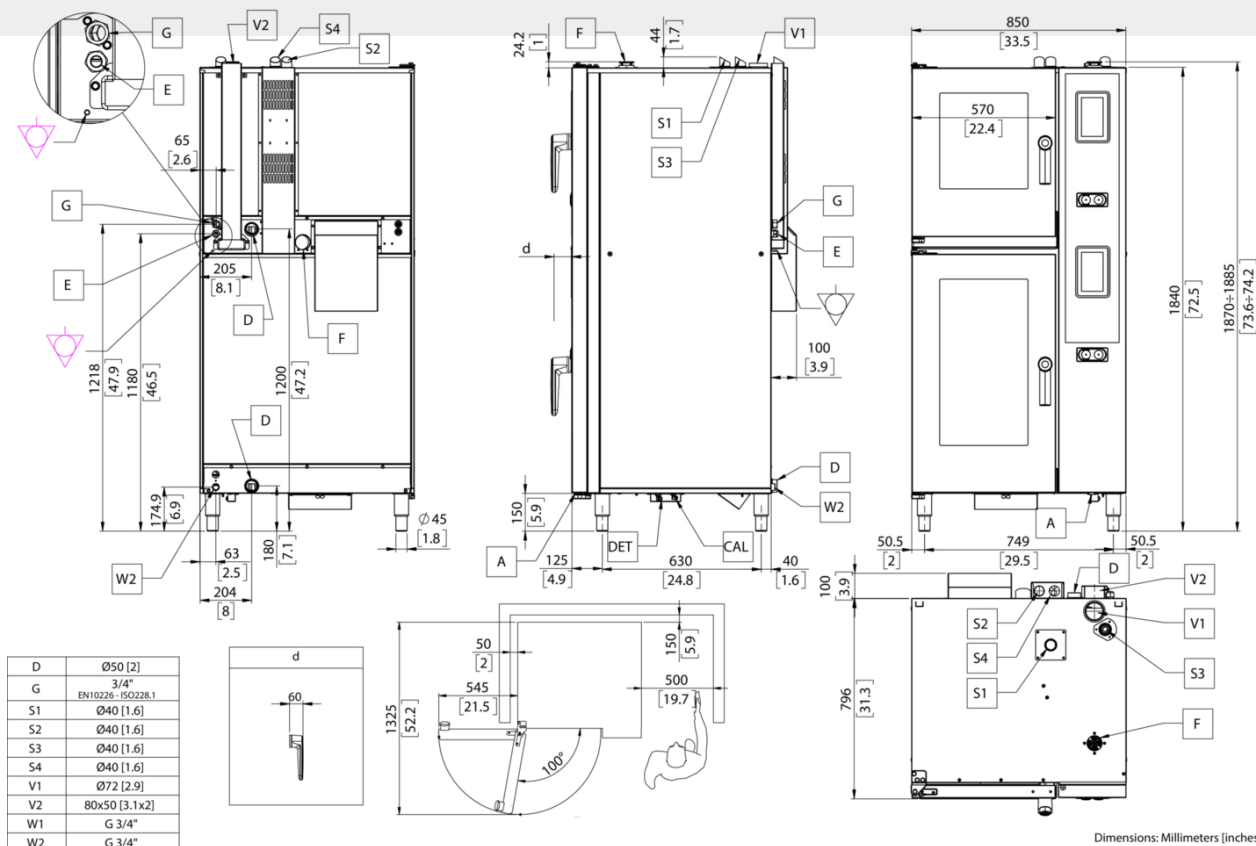 G
V2
S4
S2
E
65
[2.6]
G
E
205
[8.1]
D
F
1218
[47.9]
1180
[46.5]
1200
[47.2]
D
174.9
6.9
63
[2.5]
204
[8]
180
[7.1]
Ø 45
[1.8]
W2
24.2
[1]
F
44
[1.7]
V1
S1
S3
G
E
d
100
[3.9]
D
W2
150
[5.9]
A
DET
CAL
125
[4.9]
630
[24.8]
40
[1.6]
850
[33.5]
570
[22.4]
1840
[72.5]
1870÷1885
[73.6÷74.2]
A
50.5
[2]
749
[29.5]
50.5
[2]
D
Ø50 [2]
G
3/4"
EN10226 - ISO228.1
S1
Ø40 [1.6]
S2
Ø40 [1.6]
S3
Ø40 [1.6]
S4
Ø40 [1.6]
V1
Ø72 [2.9]
V2
80x50 [3.1x2]
W1
G 3/4"
W2
G 3/4"
d
60
1325
[52.2]
545
[21.5]
50
[2]
150
[5.9]
500
[19.7]
100°
100
[3.9]
796
[31.3]
D
V2
S2
V1
S4
S3
S1
F
Dimensions: Millimeters [inches